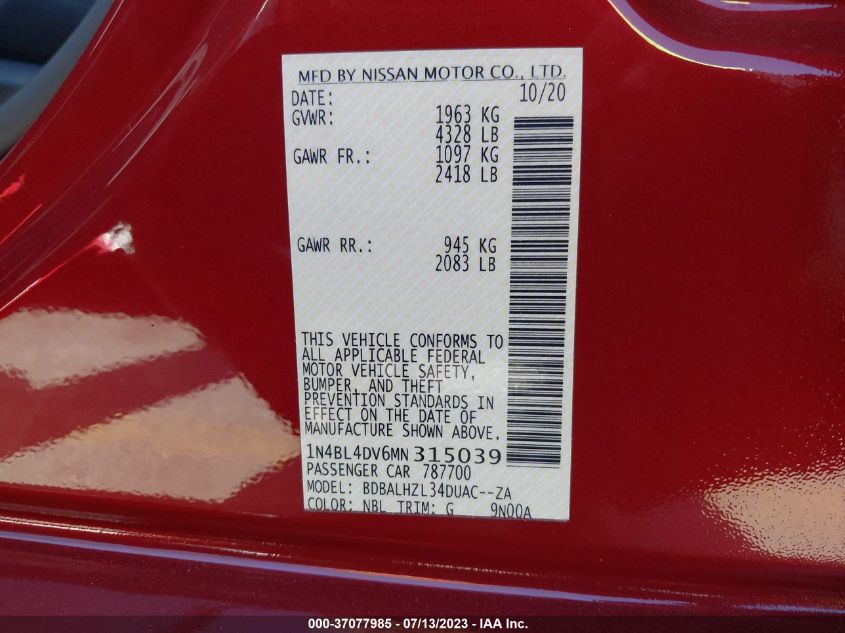 MFD BY NISSAN MOTOR CO., LTD.
DATE: 10/20
GVWR: 1963 KG
4328 LB
GAWR FR.: 1097 KG
2418 LB
GAWR RR.: 945 KG
2083 LB
THIS VEHICLE CONFORMS TO
ALL APPLICABLE FEDERAL
MOTOR VEHICLE SAFETY,
BUMPER, AND THEFT
PREVENTION STANDARDS IN
EFFECT ON THE DATE OF
MANUFACTURE SHOWN ABOVE.
1N4BL4DV6MN315039
PASSENGER CAR 787700
MODEL: BDBALHZL34DUAC--ZA
COLOR: NBL TRIM: G 9N00A
000-37077985 - 07/13/2023 - IAA Inc.